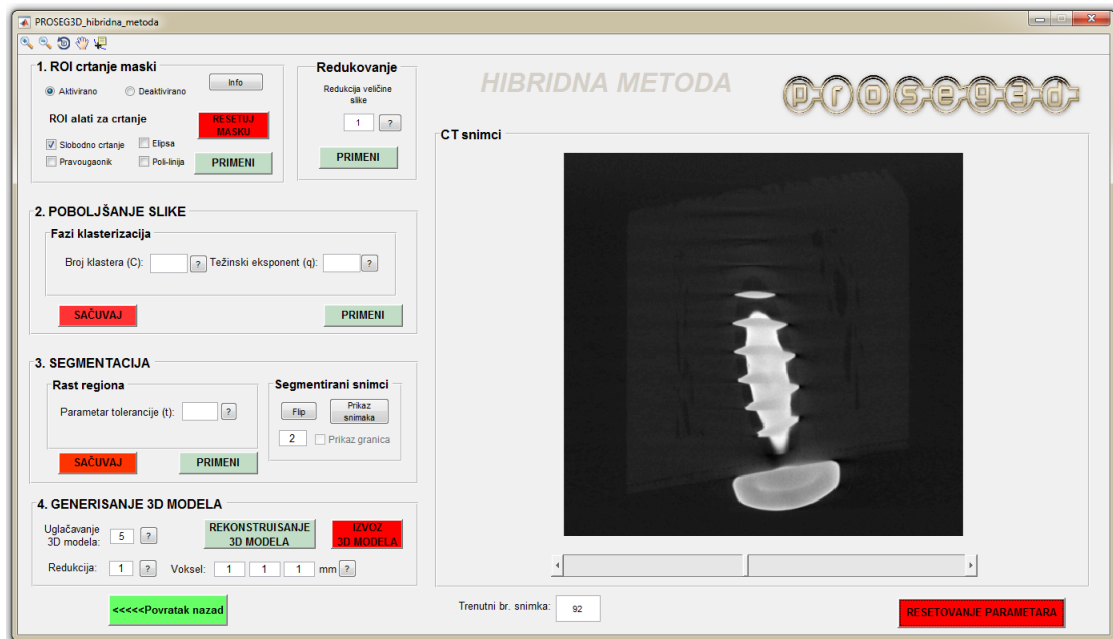 PROSEG3D_hibridna_metoda
1. ROI crtanje maski
Info
Aktivirano
Deaktivirano
ROI alati za crtanje
RESETUJ
MASKU
Slobodno crtanje
Elipsa
Pravougaonik
Poli-linija
PRIMENI
Redukovanje
Redukcija veličine
slike
1
?
PRIMENI
HIBRIDNA METODA
proseg3d
CT snimci
2. POBOLJŠANJE SLIKE
Fazi klasterizacija
Broj klastera (C):
?
Težinski eksponent (q):
?
SAČUVAJ
PRIMENI
3. SEGMENTACIJA
Rast regiona
Parametar tolerancije (t):
?
SAČUVAJ
PRIMENI
Segmentirani snimci
Flip
Prikaz
snimaka
2
Prikaz granica
4. GENERISANJE 3D MODELA
Uglačavanje
3D modela:
5
?
REKONSTRUISANJE
3D MODELA
IZVOZ
3D MODELA
Redukcija:
1
?
Voksel:
1
1
1
mm
?
<<<<<Povratak nazad
Trenutni br. snimka:
92
RESETOVANJE PARAMETARA